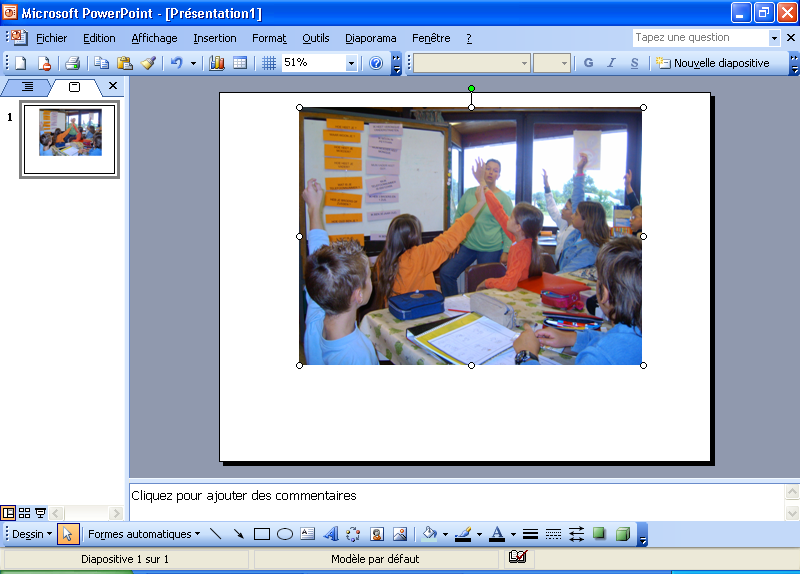 Microsoft PowerPoint - [Présentation1]
Fichier Edition Affichage Insertion Format Outils Diaporama Fenêtre ? Tapez une question
51% G I S Nouvelle diapositive
1
Cliquez pour ajouter des commentaires
Dessin Formes automatiques
Diapositive 1 sur 1 Modèle par défaut